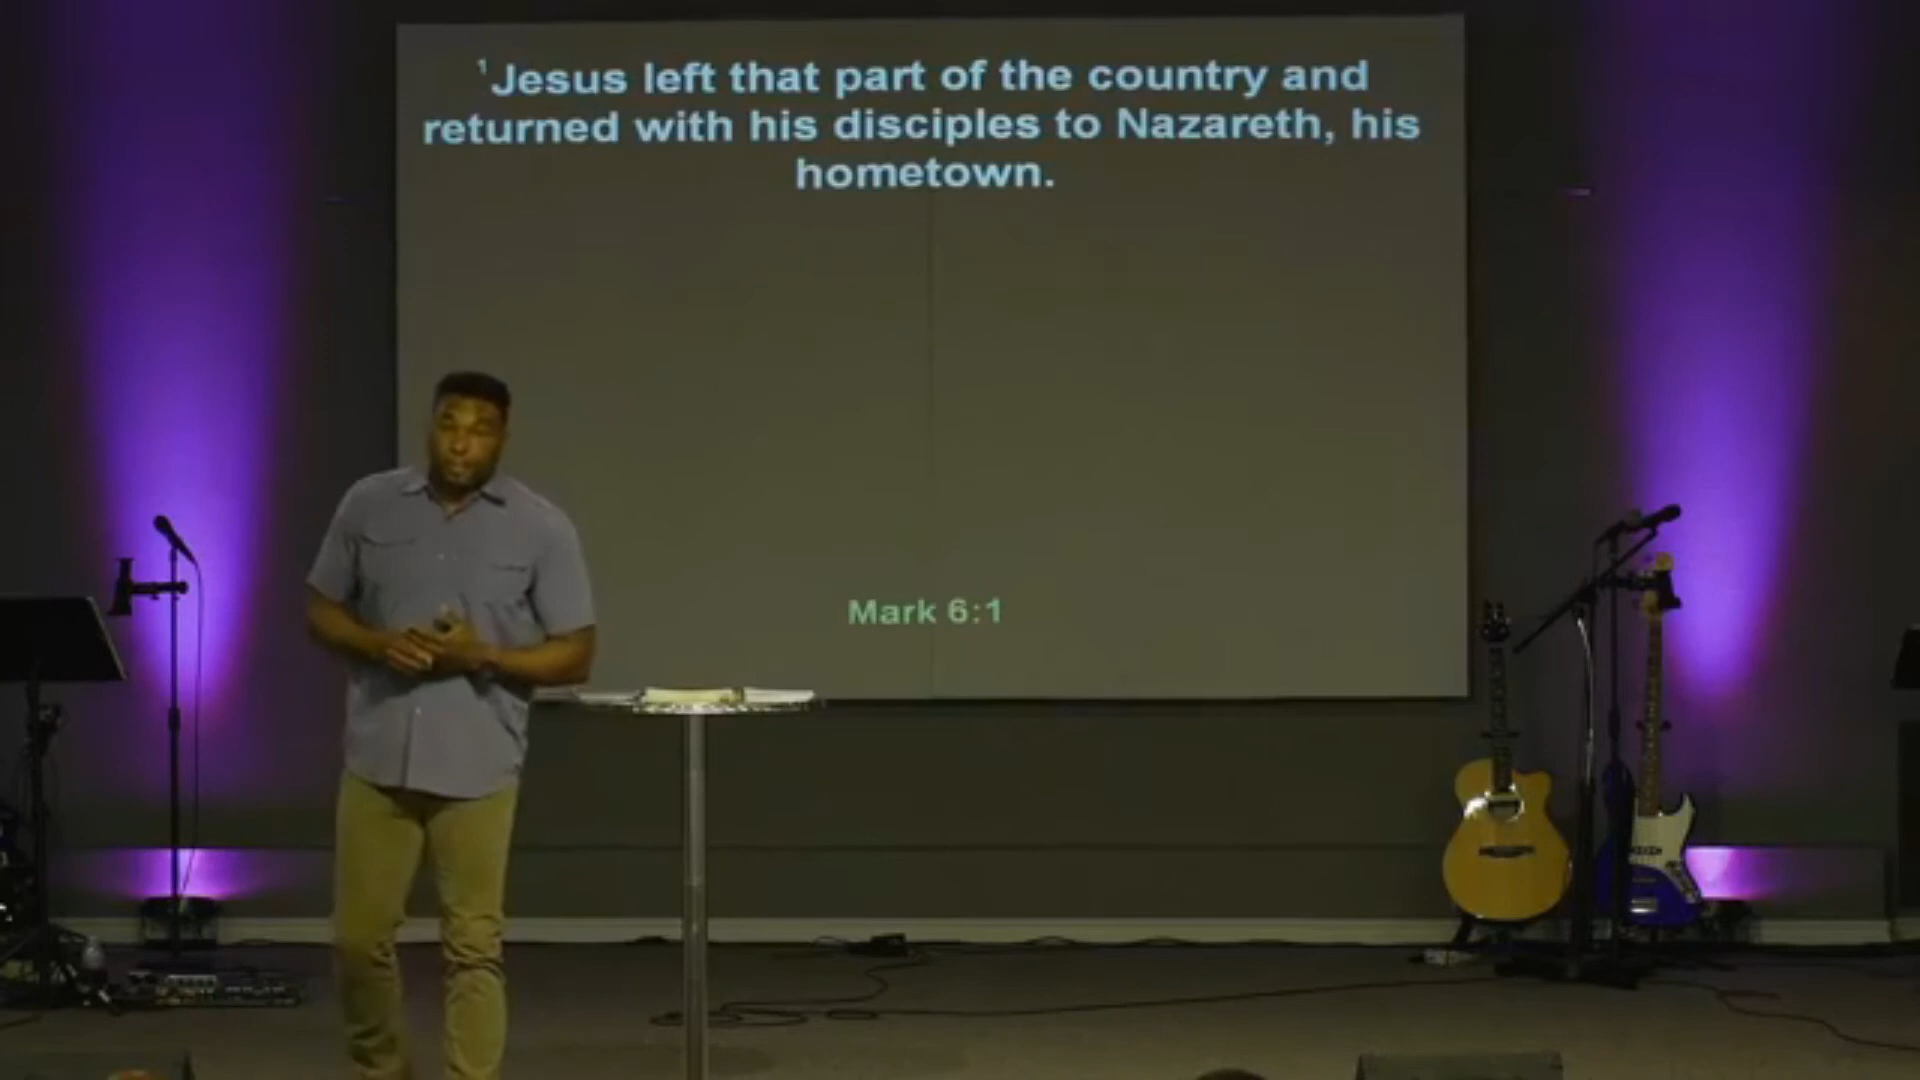 ¹Jesus left that part of the country and
returned with his disciples to Nazareth, his
hometown.
Mark 6:1